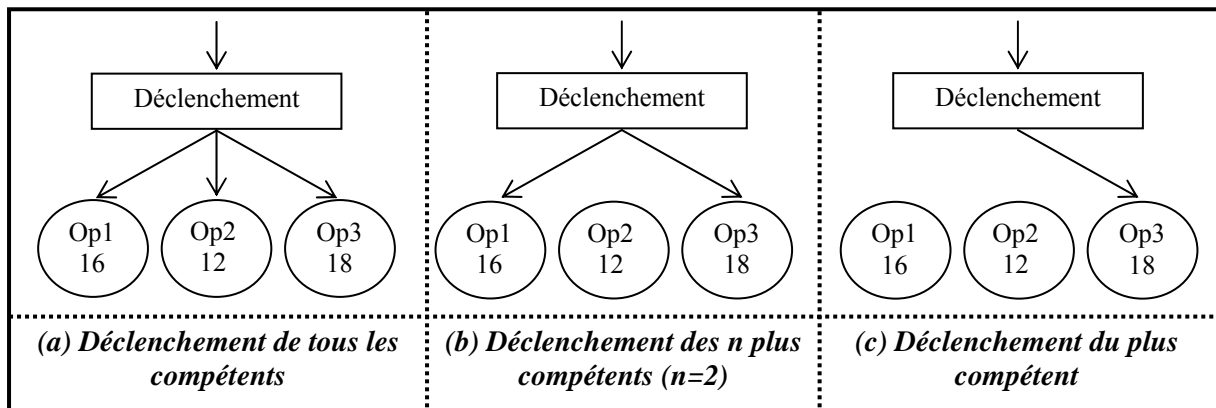 Déclenchement
Op1
16
Op2
12
Op3
18
(a) Déclenchement de tous les
compétents
Déclenchement
Op1
16
Op2
12
Op3
18
(b) Déclenchement des n plus
compétents (n=2)
Déclenchement
Op1
16
Op2
12
Op3
18
(c) Déclenchement du plus
compétent